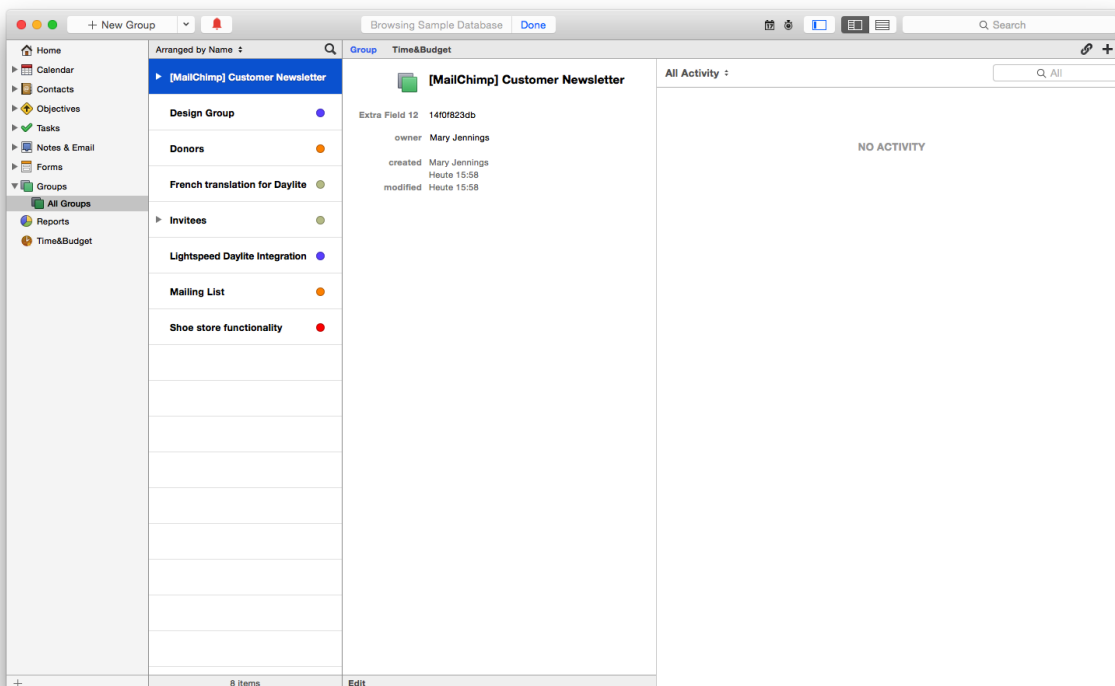 + New Group
Browsing Sample Database
Done
17
Search
Home
Calendar
Contacts
Objectives
Tasks
Notes & Email
Forms
Groups
All Groups
Reports
Time&Budget
+
Arranged by Name
[MailChimp] Customer Newsletter
Design Group
Donors
French translation for Daylite
Invitees
Lightspeed Daylite Integration
Mailing List
Shoe store functionality
8 items
Group Time&Budget
+
[MailChimp] Customer Newsletter
Extra Field 12 14f0f823db
owner Mary Jennings
created Mary Jennings
Heute 15:58
modified Heute 15:58
Edit
All Activity
All
NO ACTIVITY